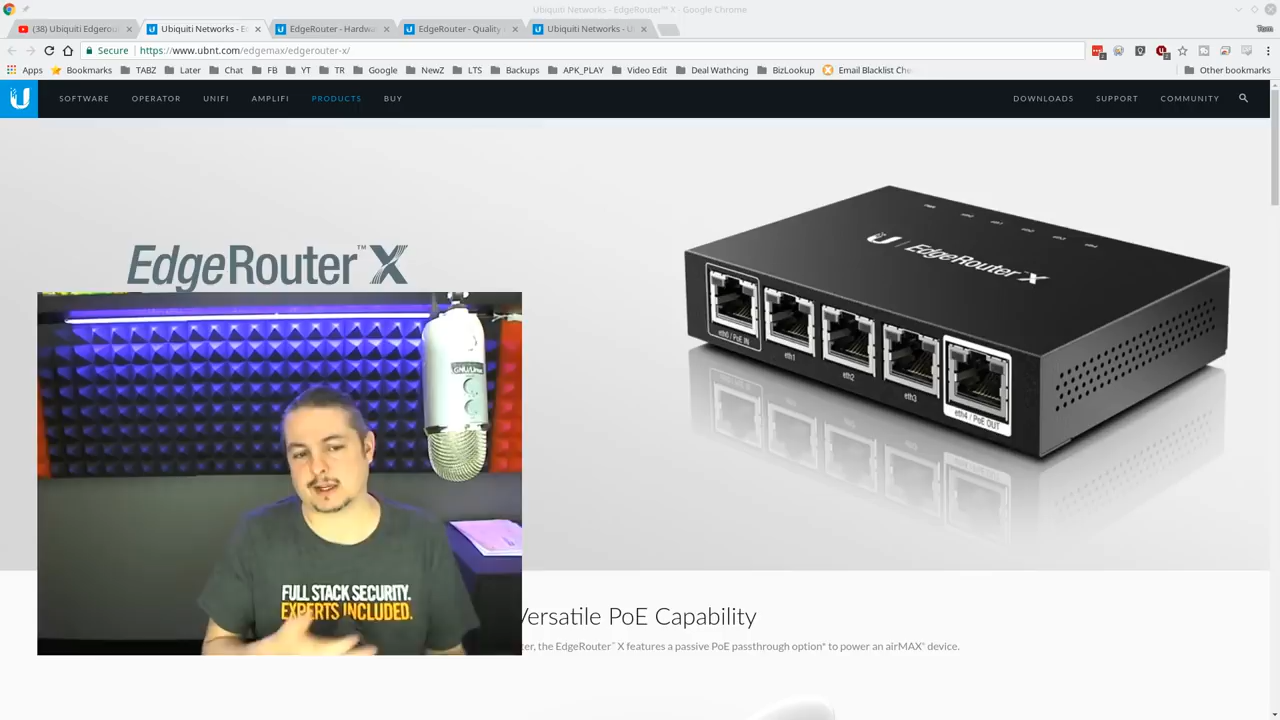 Ubiquiti Networks - EdgeRouter™ X - Google Chrome
(38) Ubiquiti Edgerou
Ubiquiti Networks - E
EdgeRouter - Hardwa
EdgeRouter - Quality
Ubiquiti Networks - U
Tom
Secure
https://www.ubnt.com/edgemax/edgerouter-x/
Apps
Bookmarks
TABZ
Later
Chat
FB
YT
TR
Google
NewZ
LTS
Backups
APK_PLAY
Video Edit
Deal Wathcing
BizLookup
Email Blacklist Che
Other bookmarks
SOFTWARE
OPERATOR
UNIFI
AMPLIFI
PRODUCTS
BUY
DOWNLOADS
SUPPORT
COMMUNITY
EdgeRouter™ X
U | EdgeRouter X
eth0 / PoE IN
eth1
eth2
eth3
eth4 / PoE OUT
GNU/Linux
FULL STACK SECURITY.
EXPERTS INCLUDED.
Versatile PoE Capability
ter, the EdgeRouter™ X features a passive PoE passthrough option* to power an airMAX® device.